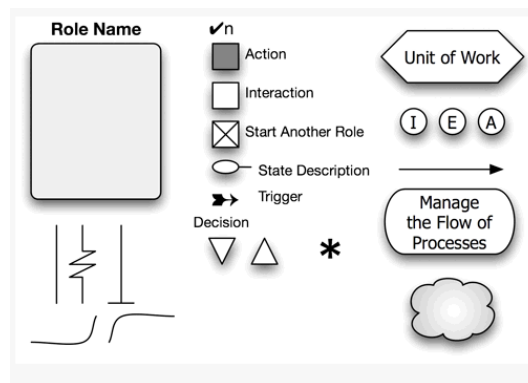 Role Name
✔n
Action
Interaction
Start Another Role
State Description
Trigger
Decision
*
Unit of Work
I E A
Manage
the Flow of
Processes